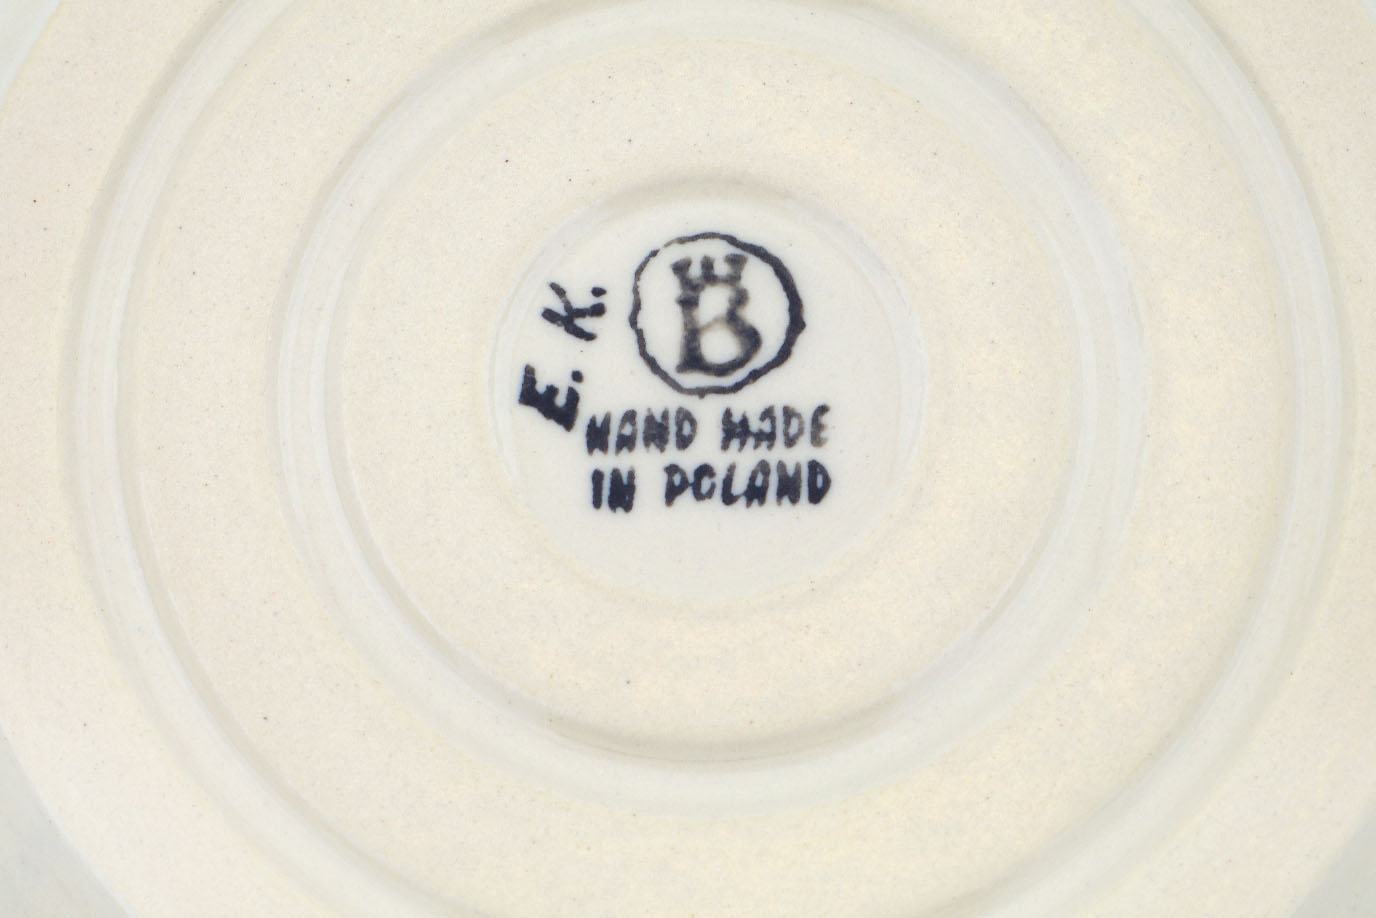 B
E. K.
HAND MADE
IN POLAND